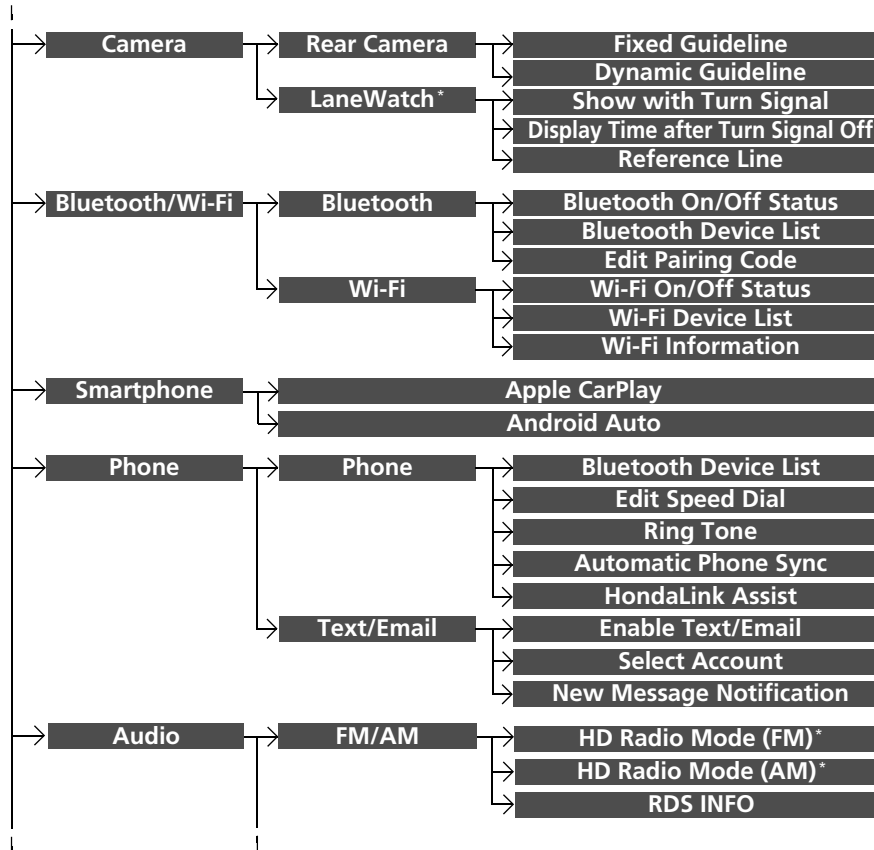 Camera
Rear Camera
Fixed Guideline
Dynamic Guideline
LaneWatch*
Show with Turn Signal
Display Time after Turn Signal Off
Reference Line
Bluetooth/Wi-Fi
Bluetooth
Bluetooth On/Off Status
Bluetooth Device List
Edit Pairing Code
Wi-Fi
Wi-Fi On/Off Status
Wi-Fi Device List
Wi-Fi Information
Smartphone
Apple CarPlay
Android Auto
Phone
Phone
Bluetooth Device List
Edit Speed Dial
Ring Tone
Automatic Phone Sync
HondaLink Assist
Text/Email
Enable Text/Email
Select Account
New Message Notification
Audio
FM/AM
HD Radio Mode (FM)*
HD Radio Mode (AM)*
RDS INFO